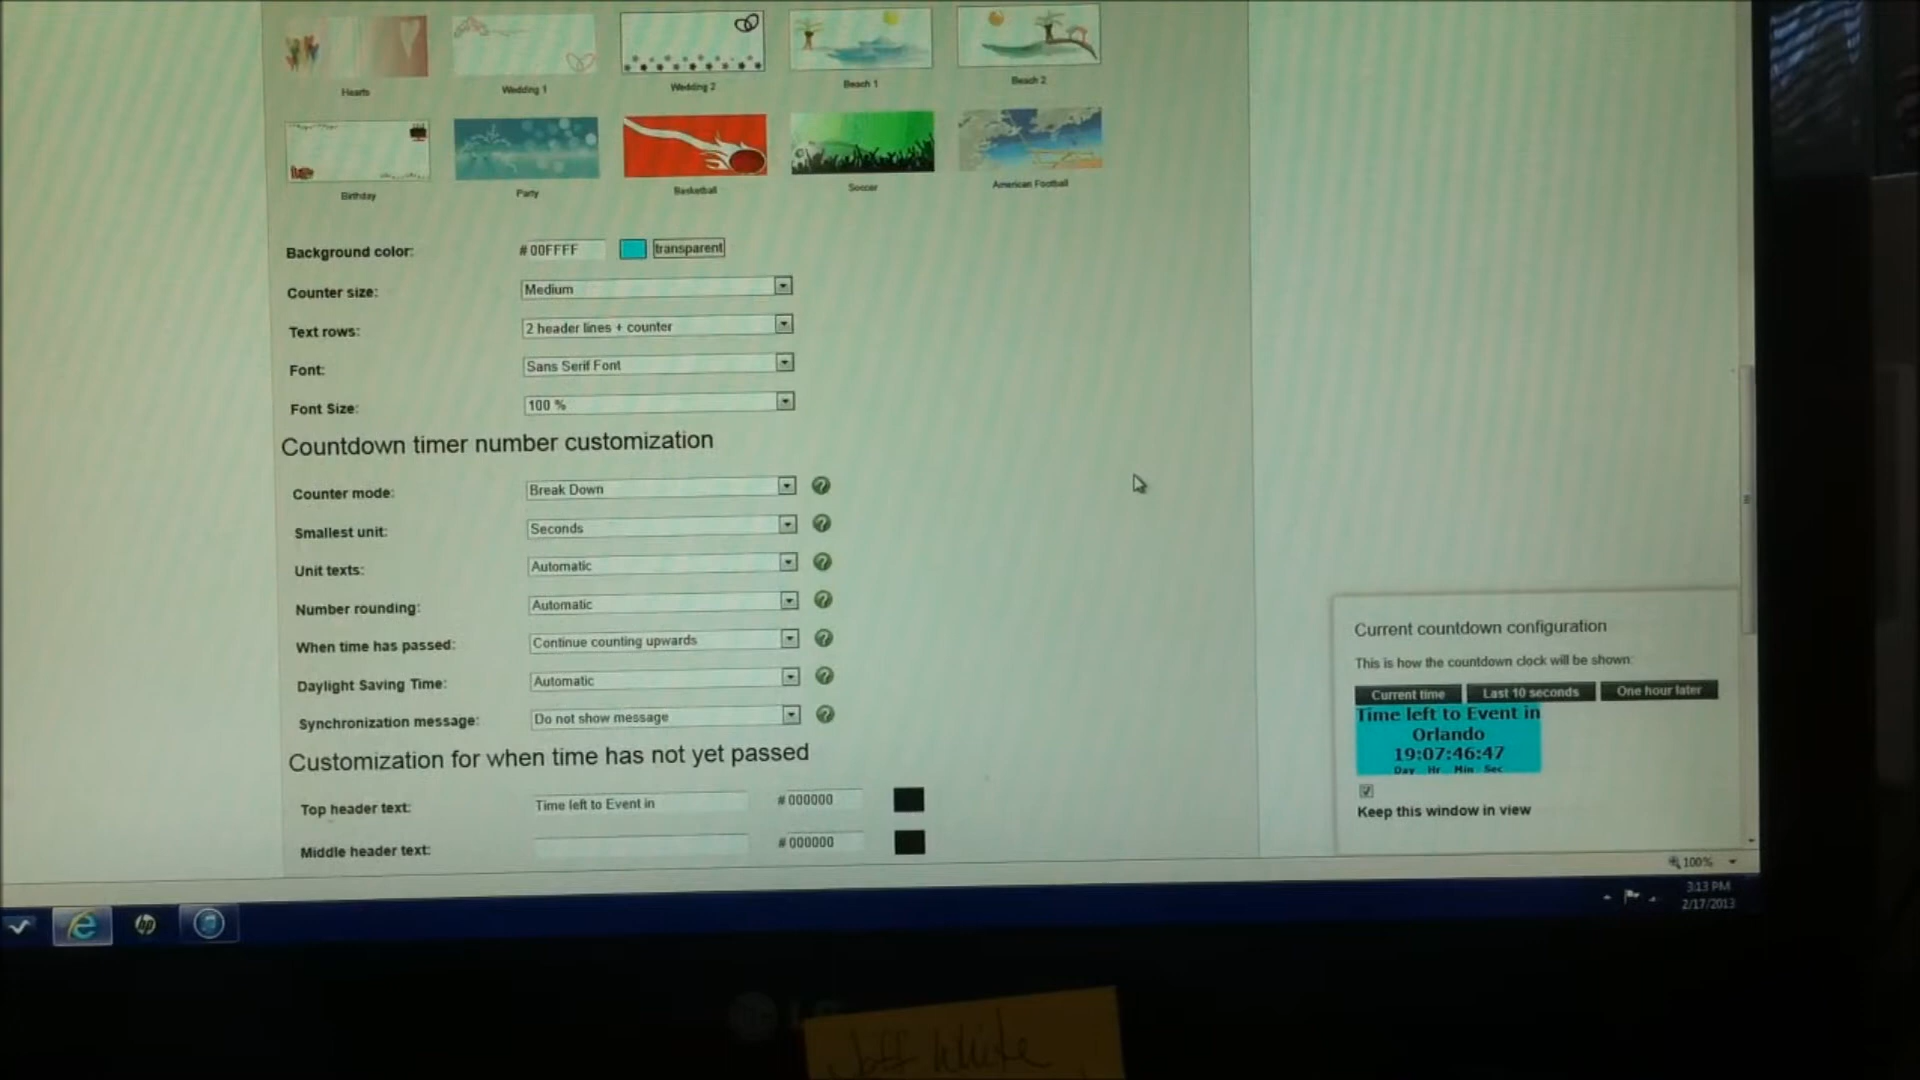 Hearts Wedding 1 Wedding 2 Beach 1 Beach 2
Birthday Party Basketball Soccer American Football
Background color: # 00FFFF transparent
Counter size: Medium
Text rows: 2 header lines + counter
Font: Sans Serif Font
Font Size: 100 %
Countdown timer number customization
Counter mode: Break Down ?
Smallest unit: Seconds ?
Unit texts: Automatic ?
Number rounding: Automatic ?
When time has passed: Continue counting upwards ?
Daylight Saving Time: Automatic ?
Synchronization message: Do not show message ?
Customization for when time has not yet passed
Top header text: Time left to Event in # 000000
Middle header text: # 000000
Current countdown configuration
This is how the countdown clock will be shown:
Current time Last 10 seconds One hour later
Time left to Event in
Orlando
19:07:46:47
Day Hr Min Sec
Keep this window in view
100%
3:13 PM
2/17/2013
hp
Jeff White